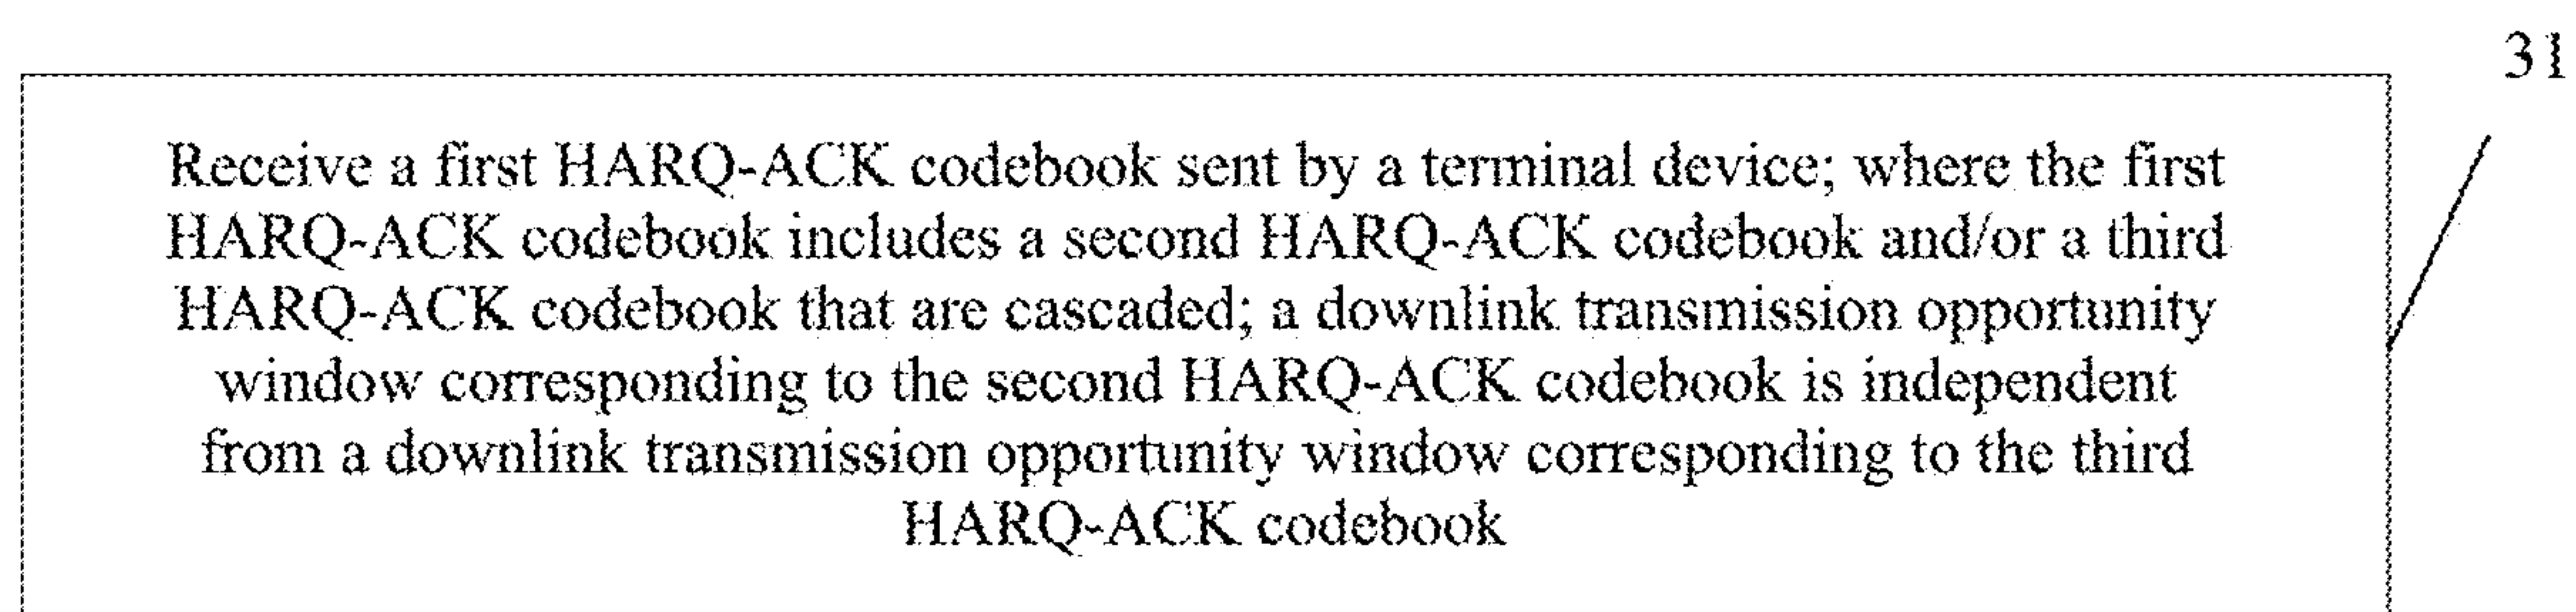 31
Receive a first HARQ-ACK codebook sent by a terminal device; where the first
HARQ-ACK codebook includes a second HARQ-ACK codebook and/or a third
HARQ-ACK codebook that are cascaded; a downlink transmission opportunity
window corresponding to the second HARQ-ACK codebook is independent
from a downlink transmission opportunity window corresponding to the third
HARQ-ACK codebook